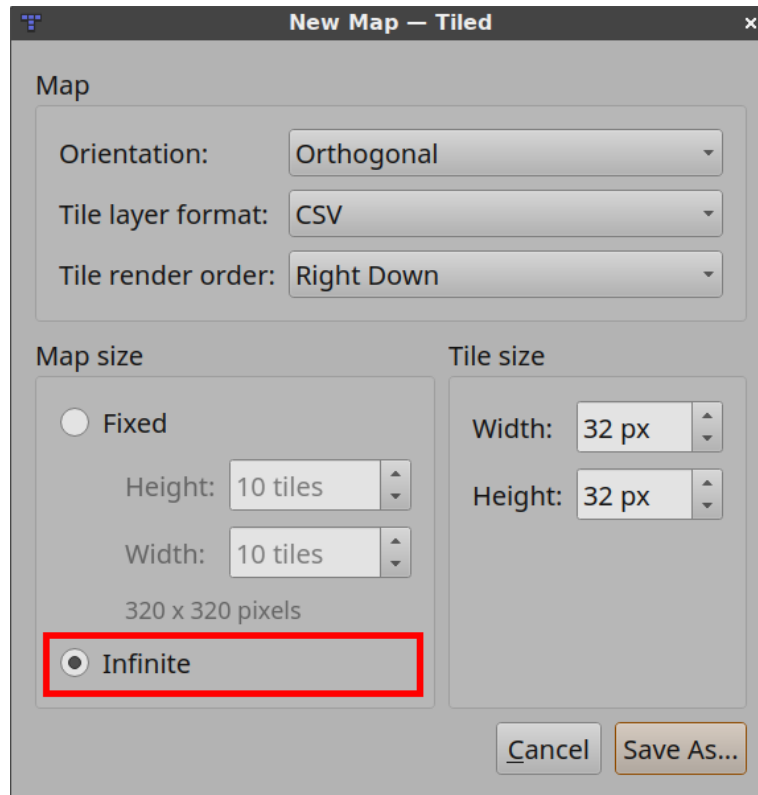 New Map — Tiled
Map
Orientation: Orthogonal
Tile layer format: CSV
Tile render order: Right Down
Map size
Fixed
Height: 10 tiles
Width: 10 tiles
320 x 320 pixels
Infinite
Tile size
Width: 32 px
Height: 32 px
Cancel Save As...